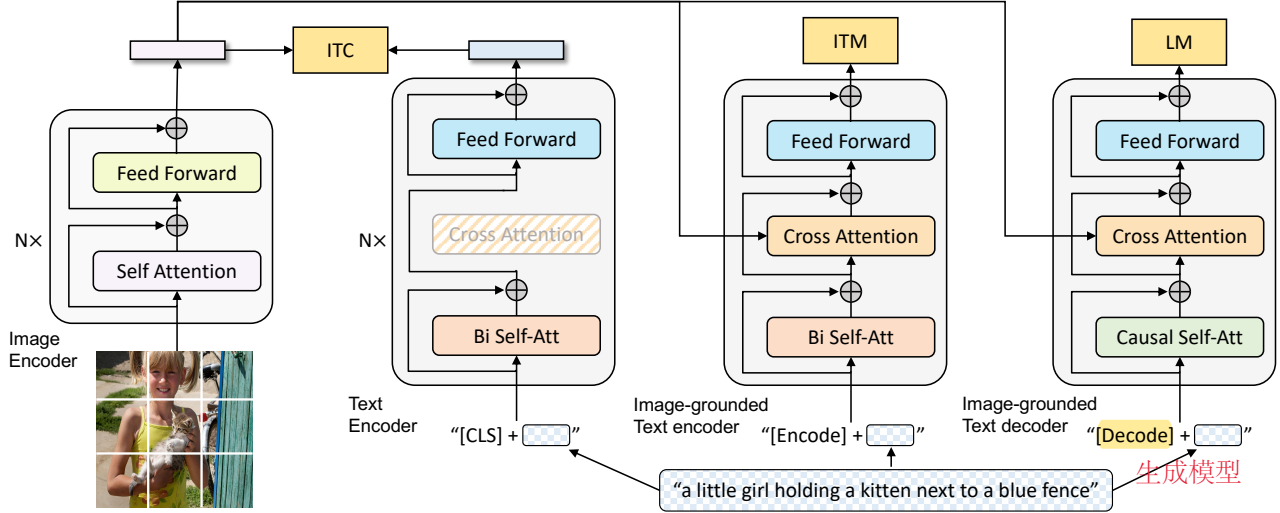 ITC
ITM
LM
Feed Forward
Self Attention
N×
Image
Encoder
Feed Forward
Cross Attention
Bi Self-Att
N×
Text
Encoder
"[CLS] + "
Feed Forward
Cross Attention
Bi Self-Att
Image-grounded
Text encoder
"[Encode] + "
Feed Forward
Cross Attention
Causal Self-Att
Image-grounded
Text decoder
"[Decode] + "
生成模型
"a little girl holding a kitten next to a blue fence"